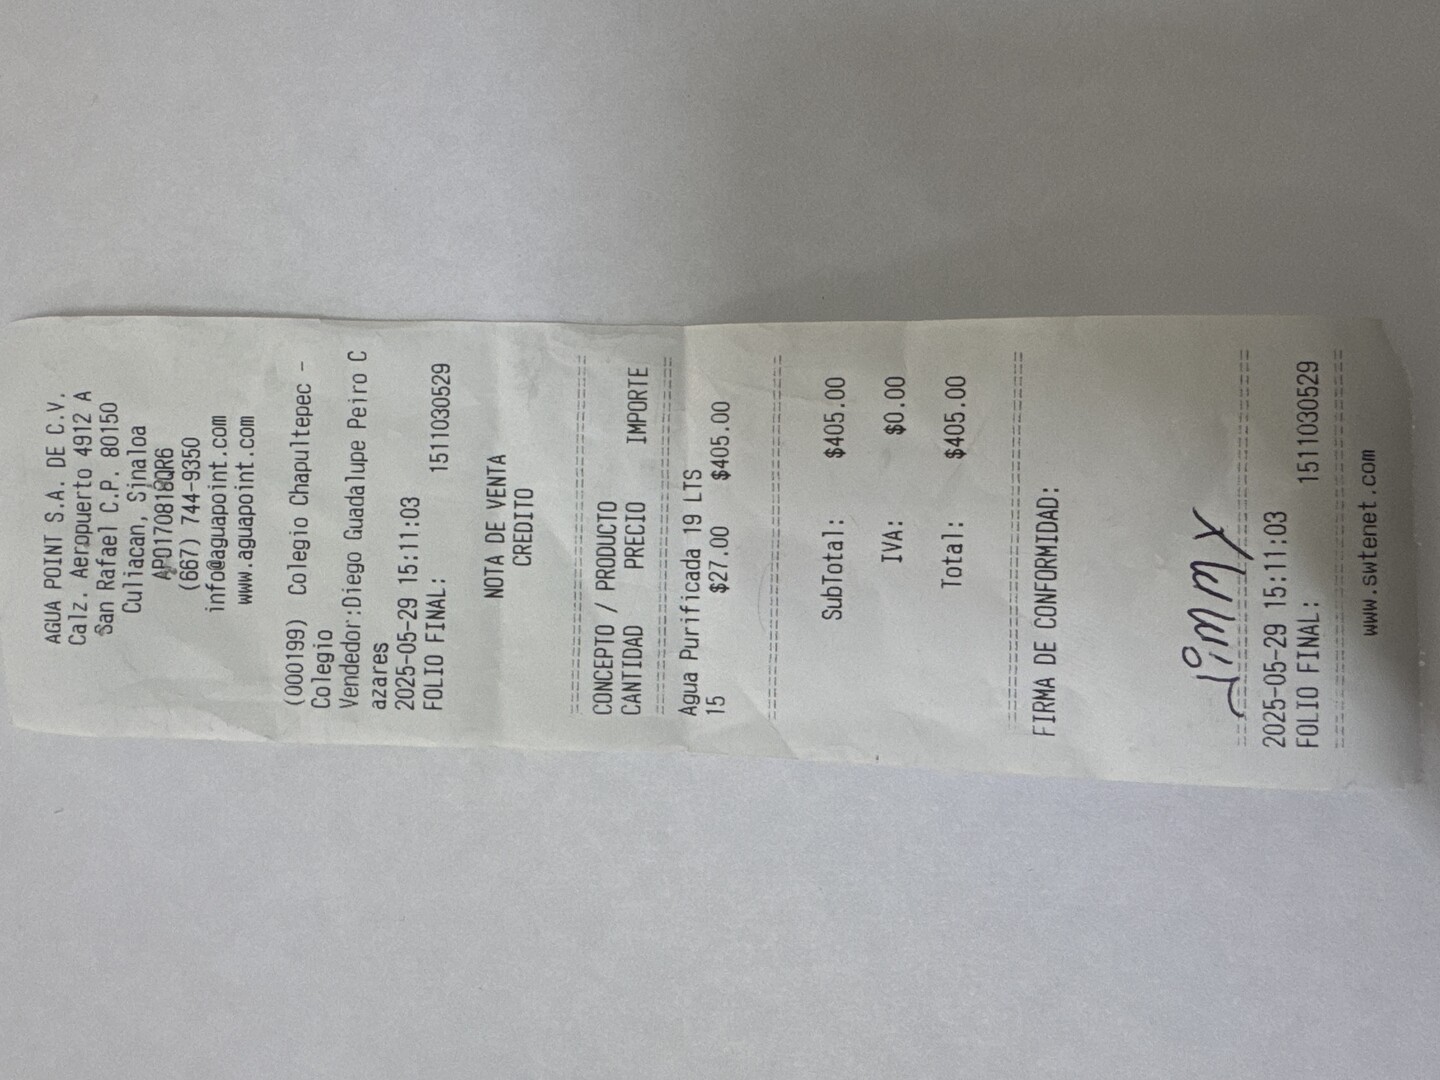 AGUA POINT S.A. DE C.V.
Calz. Aeropuerto 4912 A
San Rafael C.P. 80150
Culiacan, Sinaloa
APO170818QR6
(667) 744-9350
info@aguapoint.com
www.aguapoint.com
(000199) Colegio Chapultepec -
Colegio
Vendedor:Diego Guadalupe Peiro C
azares
2025-05-29 15:11:03
FOLIO FINAL: 1511030529
NOTA DE VENTA
CREDITO
================================
CONCEPTO / PRODUCTO
CANTIDAD PRECIO IMPORTE
================================
Agua Purificada 19 LTS
15 $27.00 $405.00
================================
SubTotal: $405.00
IVA: $0.00
Total: $405.00
================================
FIRMA DE CONFORMIDAD:
Jimmy
================================
2025-05-29 15:11:03
FOLIO FINAL: 1511030529
================================
www.swtenet.com